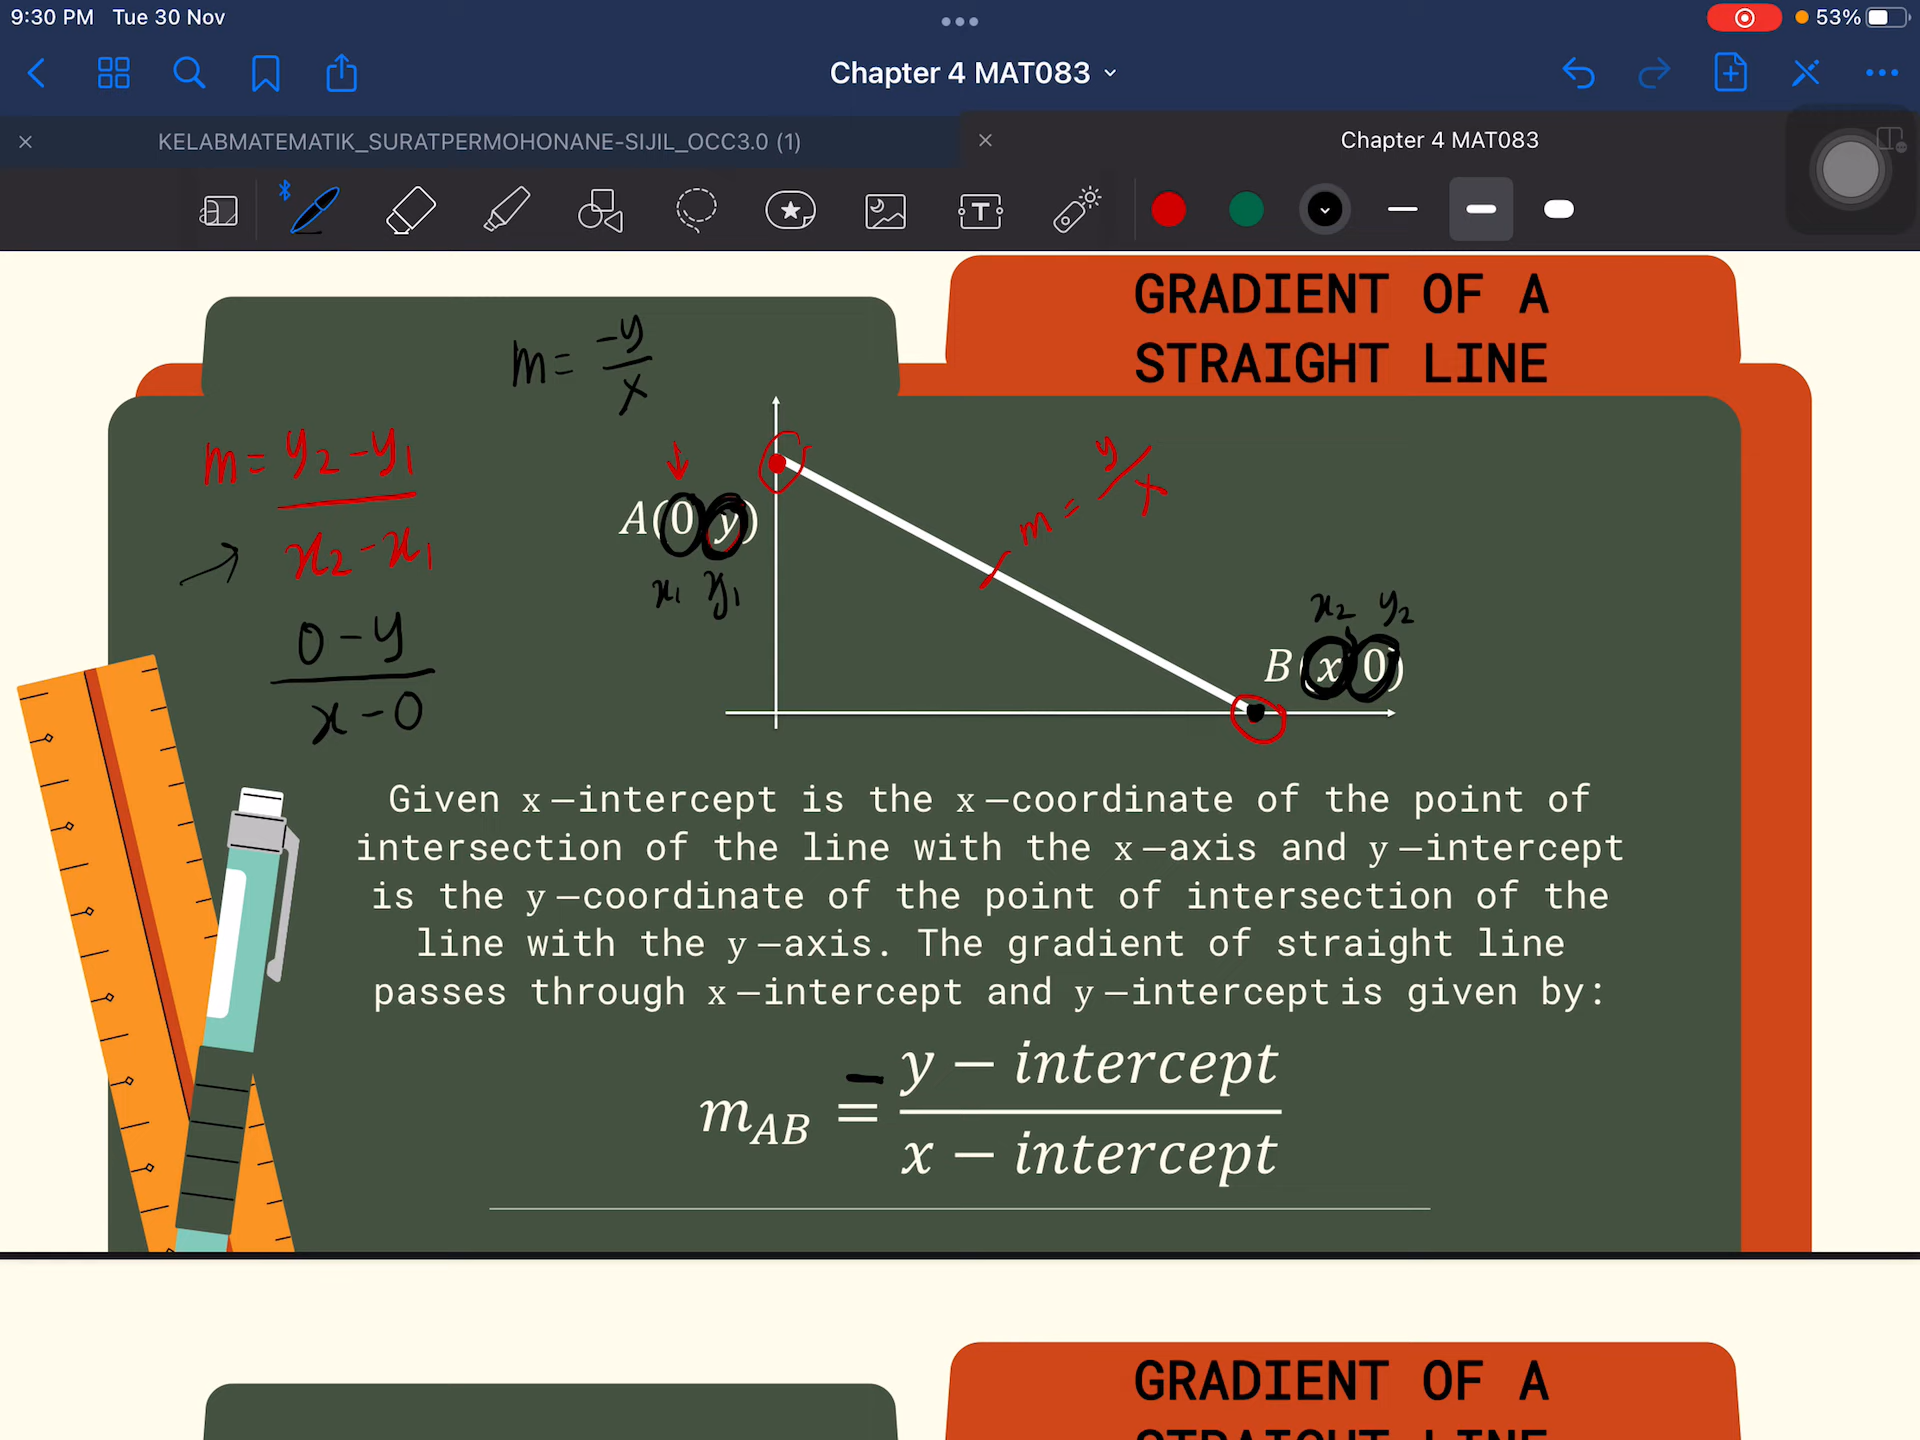 9:30 PM Tue 30 Nov
53%
Chapter 4 MAT083
KELABMATEMATIK_SURATPERMOHONANE-SIJIL_OCC3.0 (1)
Chapter 4 MAT083
T
GRADIENT OF A
STRAIGHT LINE
m = -y/x
m = y2 - y1 / x2 - x1
0 - y / x - 0
A(0 y)
x1 y1
m = y/x
x2 y2
B(x 0)
Given x –intercept is the x –coordinate of the point of
intersection of the line with the x –axis and y –intercept
is the y –coordinate of the point of intersection of the
line with the y –axis. The gradient of straight line
passes through x –intercept and y –intercept is given by:
m_AB = - y − intercept / x − intercept
GRADIENT OF A
STRAIGHT LINE